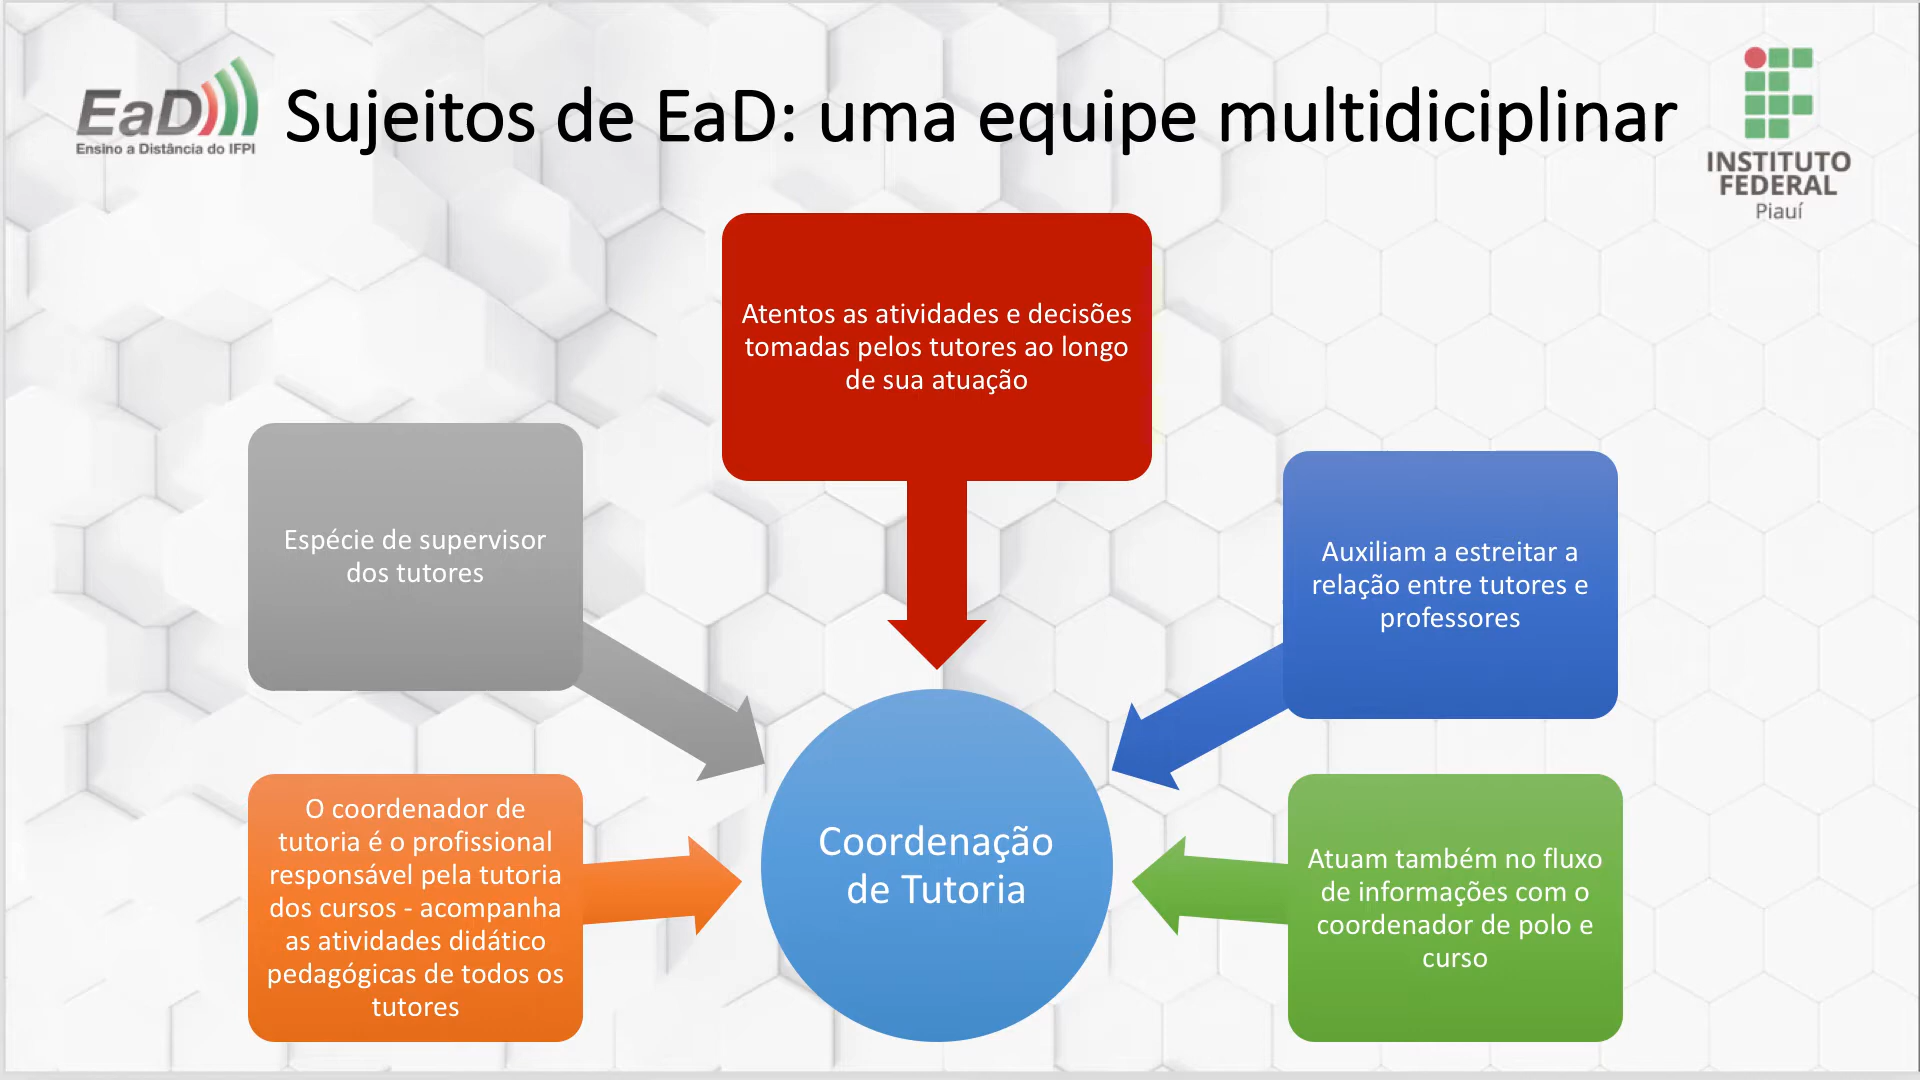 EaD
Ensino a Distância do IFPI
Sujeitos de EaD: uma equipe multidiciplinar
INSTITUTO
FEDERAL
Piauí
Atentos as atividades e decisões
tomadas pelos tutores ao longo
de sua atuação
Espécie de supervisor
dos tutores
Auxiliam a estreitar a
relação entre tutores e
professores
O coordenador de
tutoria é o profissional
responsável pela tutoria
dos cursos - acompanha
as atividades didático
pedagógicas de todos os
tutores
Coordenação
de Tutoria
Atuam também no fluxo
de informações com o
coordenador de polo e
curso